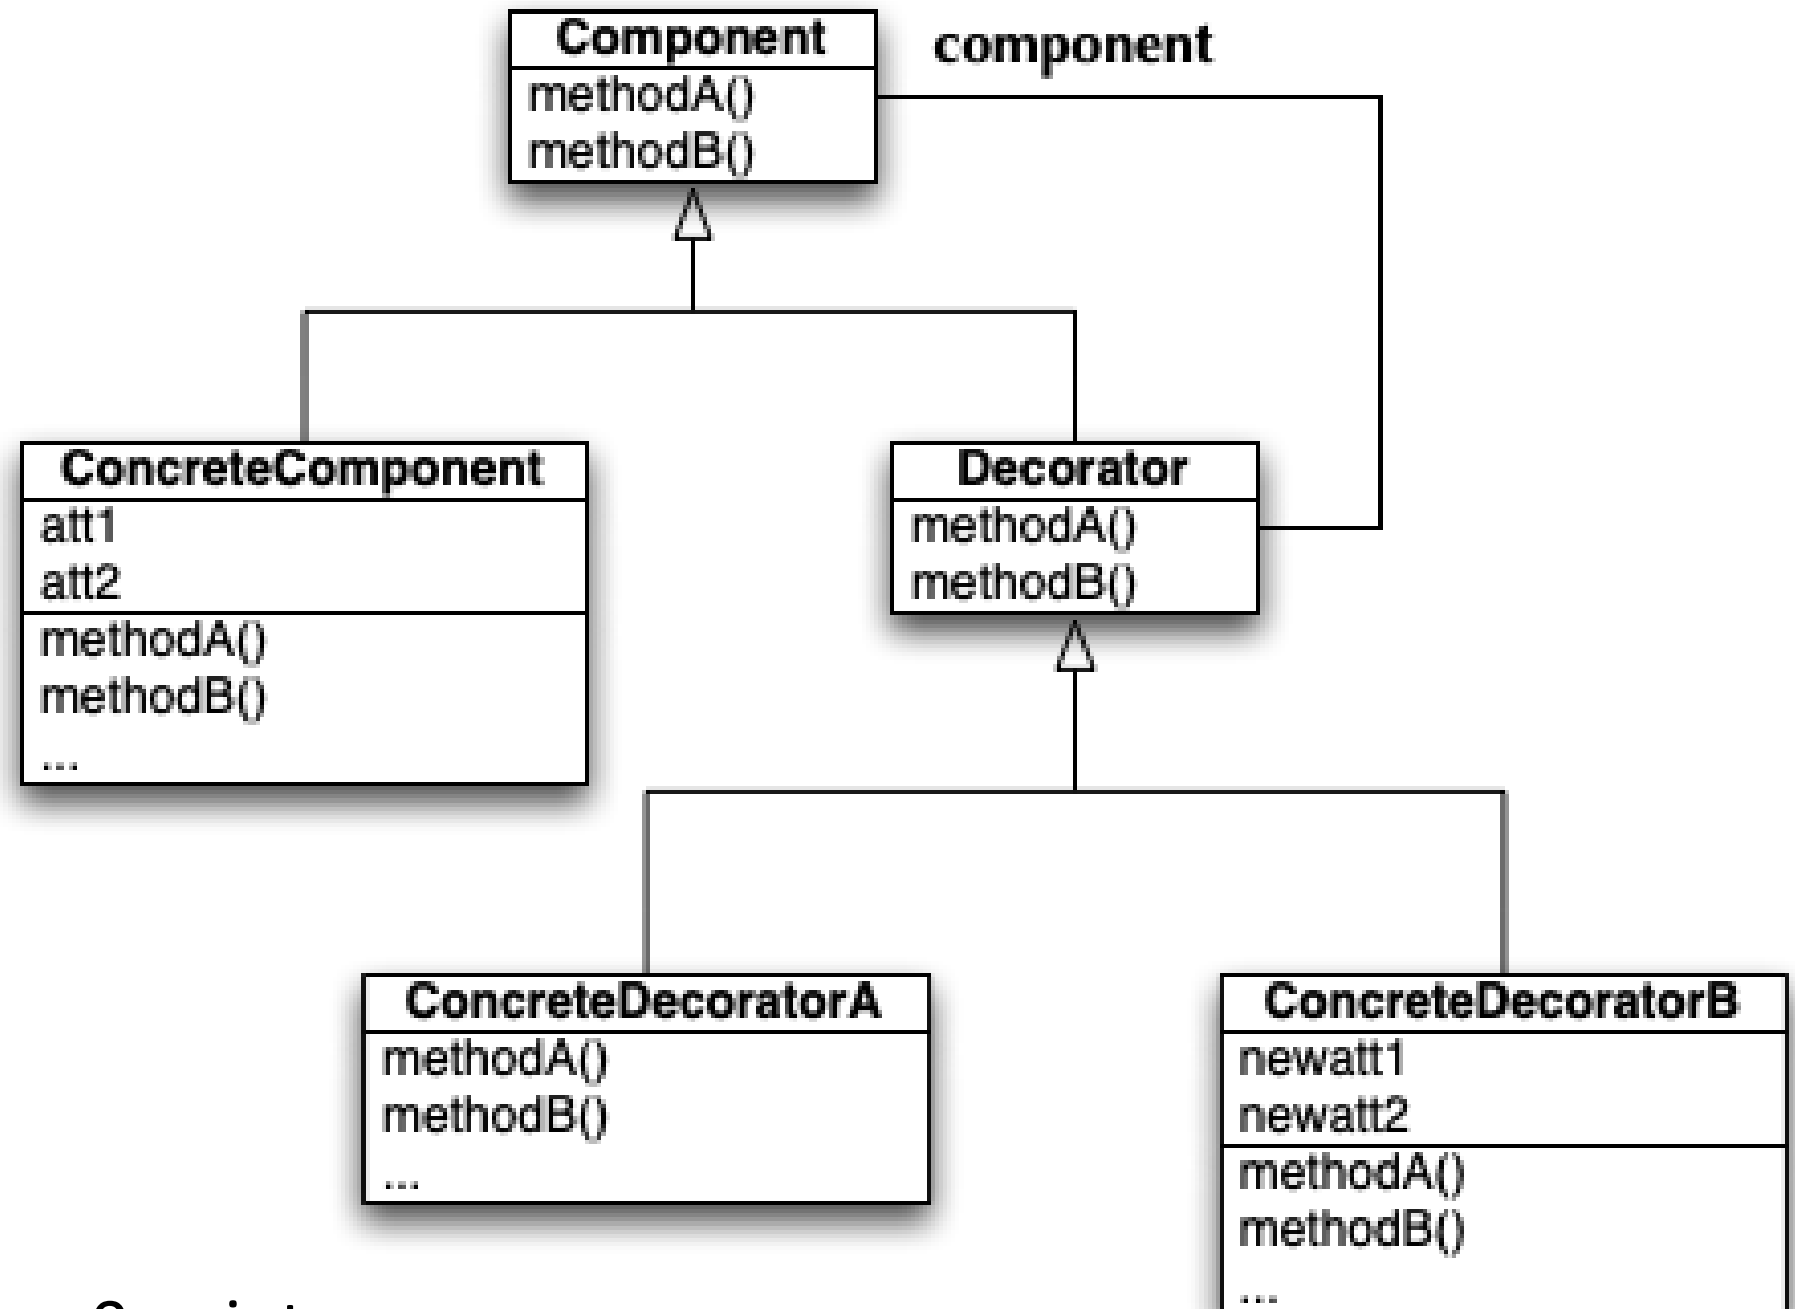 Component
component
methodA()
methodB()
ConcreteComponent
att1
att2
methodA()
methodB()
...
Decorator
methodA()
methodB()
ConcreteDecoratorA
methodA()
methodB()
...
ConcreteDecoratorB
newatt1
newatt2
methodA()
methodB()
...